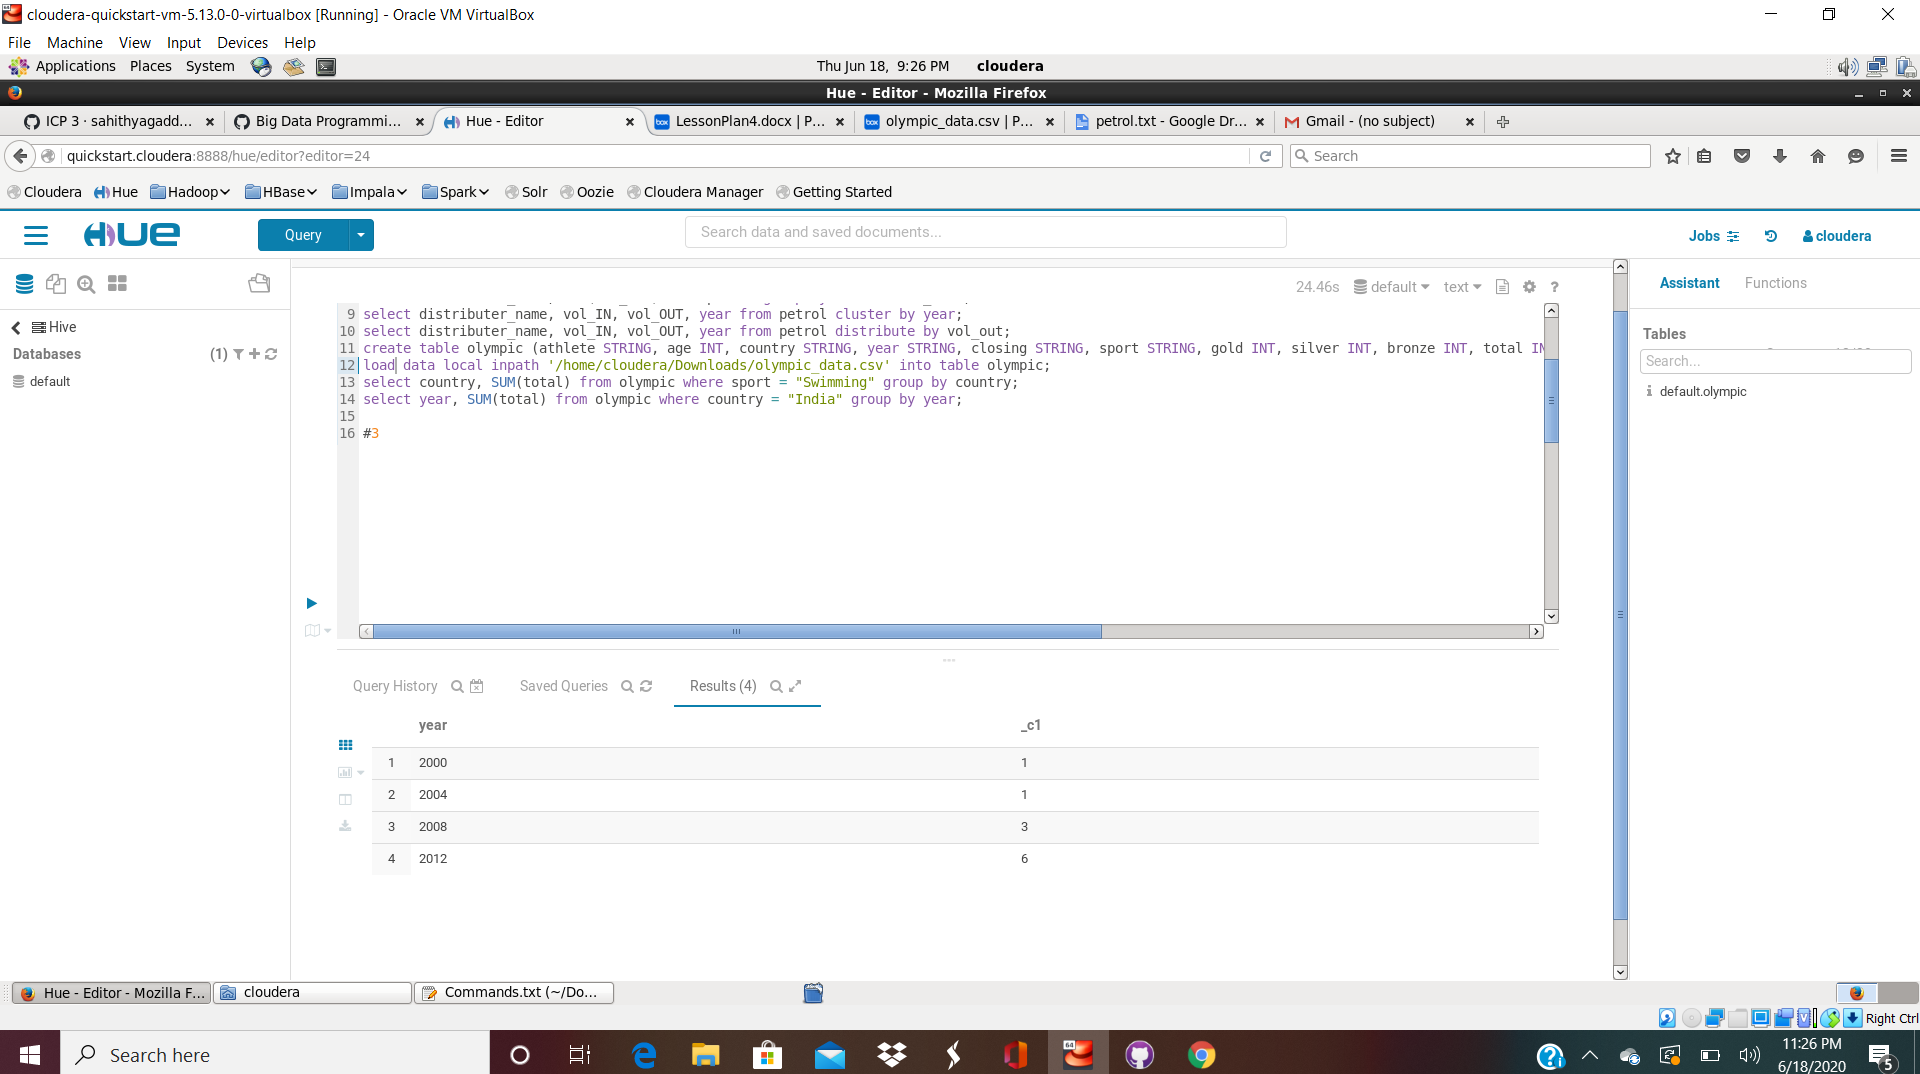 cloudera-quickstart-vm-5.13.0-0-virtualbox [Running] - Oracle VM VirtualBox
File Machine View Input Devices Help
Applications Places System Thu Jun 18, 9:26 PM cloudera
Hue - Editor - Mozilla Firefox
ICP 3 · sahithyagadd... Big Data Programmi... Hue - Editor LessonPlan4.docx | P... olympic_data.csv | P... petrol.txt - Google Dr... Gmail - (no subject)
quickstart.cloudera:8888/hue/editor?editor=24 Search
Cloudera Hue Hadoop HBase Impala Spark Solr Oozie Cloudera Manager Getting Started
HUE Query Search data and saved documents... Jobs cloudera
24.46s default text ?
Assistant Functions
Hive
Databases (1)
default
Tables
Search...
default.olympic
9 select distributer_name, vol_IN, vol_OUT, year from petrol cluster by year;
10 select distributer_name, vol_IN, vol_OUT, year from petrol distribute by vol_out;
11 create table olympic (athlete STRING, age INT, country STRING, year STRING, closing STRING, sport STRING, gold INT, silver INT, bronze INT, total IN
12 load data local inpath '/home/cloudera/Downloads/olympic_data.csv' into table olympic;
13 select country, SUM(total) from olympic where sport = "Swimming" group by country;
14 select year, SUM(total) from olympic where country = "India" group by year;
15
16 #3
Query History Saved Queries Results (4)
year _c1
1 2000 1
2 2004 1
3 2008 3
4 2012 6
Hue - Editor - Mozilla F... cloudera Commands.txt (~/Do...
Right Ctrl
Search here
64
11:26 PM
6/18/2020
5